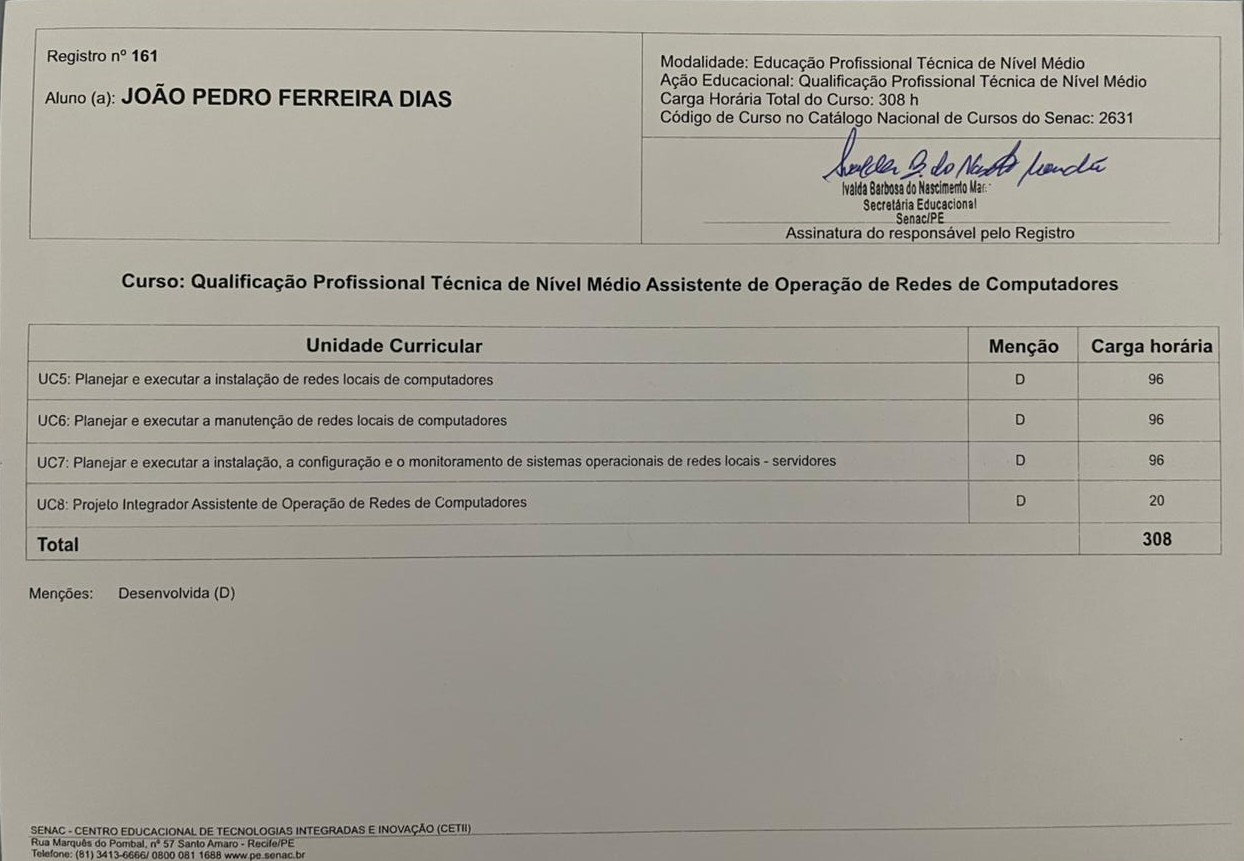 Registro nº 161
Aluno (a): JOÃO PEDRO FERREIRA DIAS
Modalidade: Educação Profissional Técnica de Nível Médio
Ação Educacional: Qualificação Profissional Técnica de Nível Médio
Carga Horária Total do Curso: 308 h
Código de Curso no Catálogo Nacional de Cursos do Senac: 2631
Ivalda Barbosa do Nascimento
Secretária Educacional
Senac/PE
Assinatura do responsável pelo Registro
Curso: Qualificação Profissional Técnica de Nível Médio Assistente de Operação de Redes de Computadores
Unidade Curricular Menção Carga horária
UC5: Planejar e executar a instalação de redes locais de computadores D 96
UC6: Planejar e executar a manutenção de redes locais de computadores D 96
UC7: Planejar e executar a instalação, a configuração e o monitoramento de sistemas operacionais de redes locais - servidores D 96
UC8: Projeto Integrador Assistente de Operação de Redes de Computadores D 20
Total 308
Menções: Desenvolvida (D)
SENAC - CENTRO EDUCACIONAL DE TECNOLOGIAS INTEGRADAS E INOVAÇÃO (CETII)
Rua Marquês do Pombal, nº 57 Santo Amaro - Recife/PE
Telefone: (81) 3413-6666/ 0800 081 1688 www.pe.senac.br